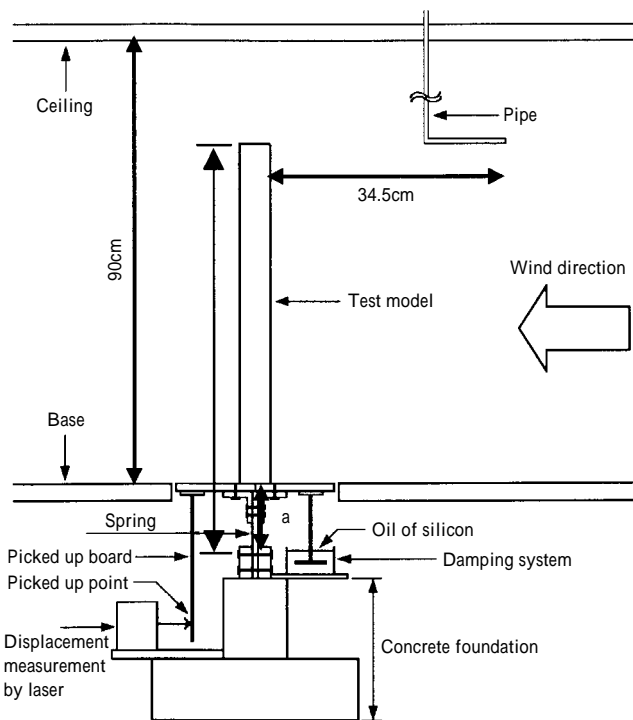 Ceiling
Pipe
34.5cm
90cm
Wind direction
Test model
Base
a
Spring
Oil of silicon
Picked up board
Damping system
Picked up point
Displacement
measurement
by laser
Concrete foundation